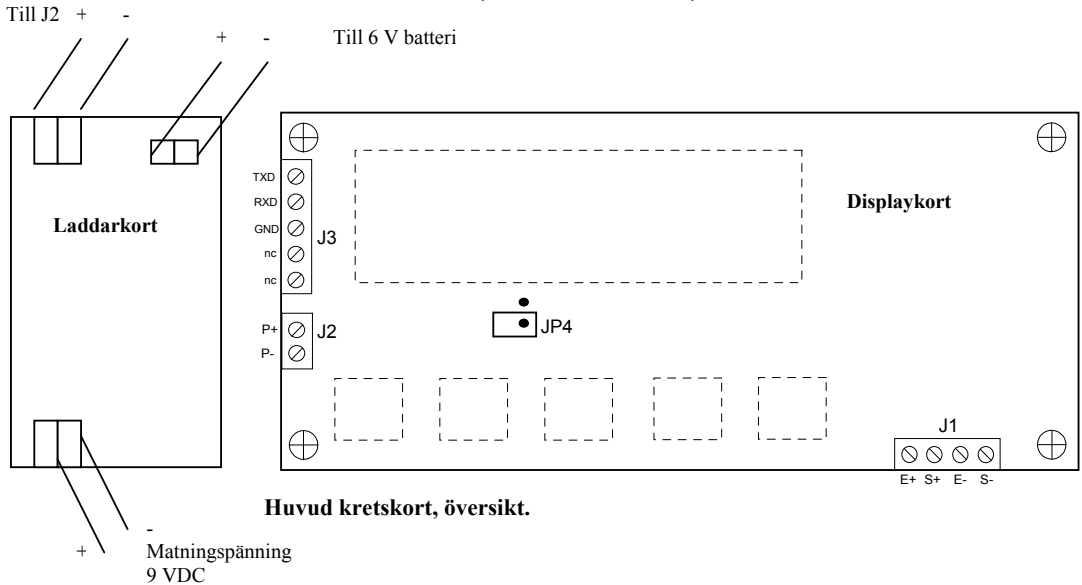 Till J2 + -
+ - Till 6 V batteri
Laddarkort
TXD
RXD
GND
nc
nc
J3
P+
P-
J2
JP4
Displaykort
J1
E+ S+ E- S-
Huvud kretskort, översikt.
-
+ Matningspänning
9 VDC